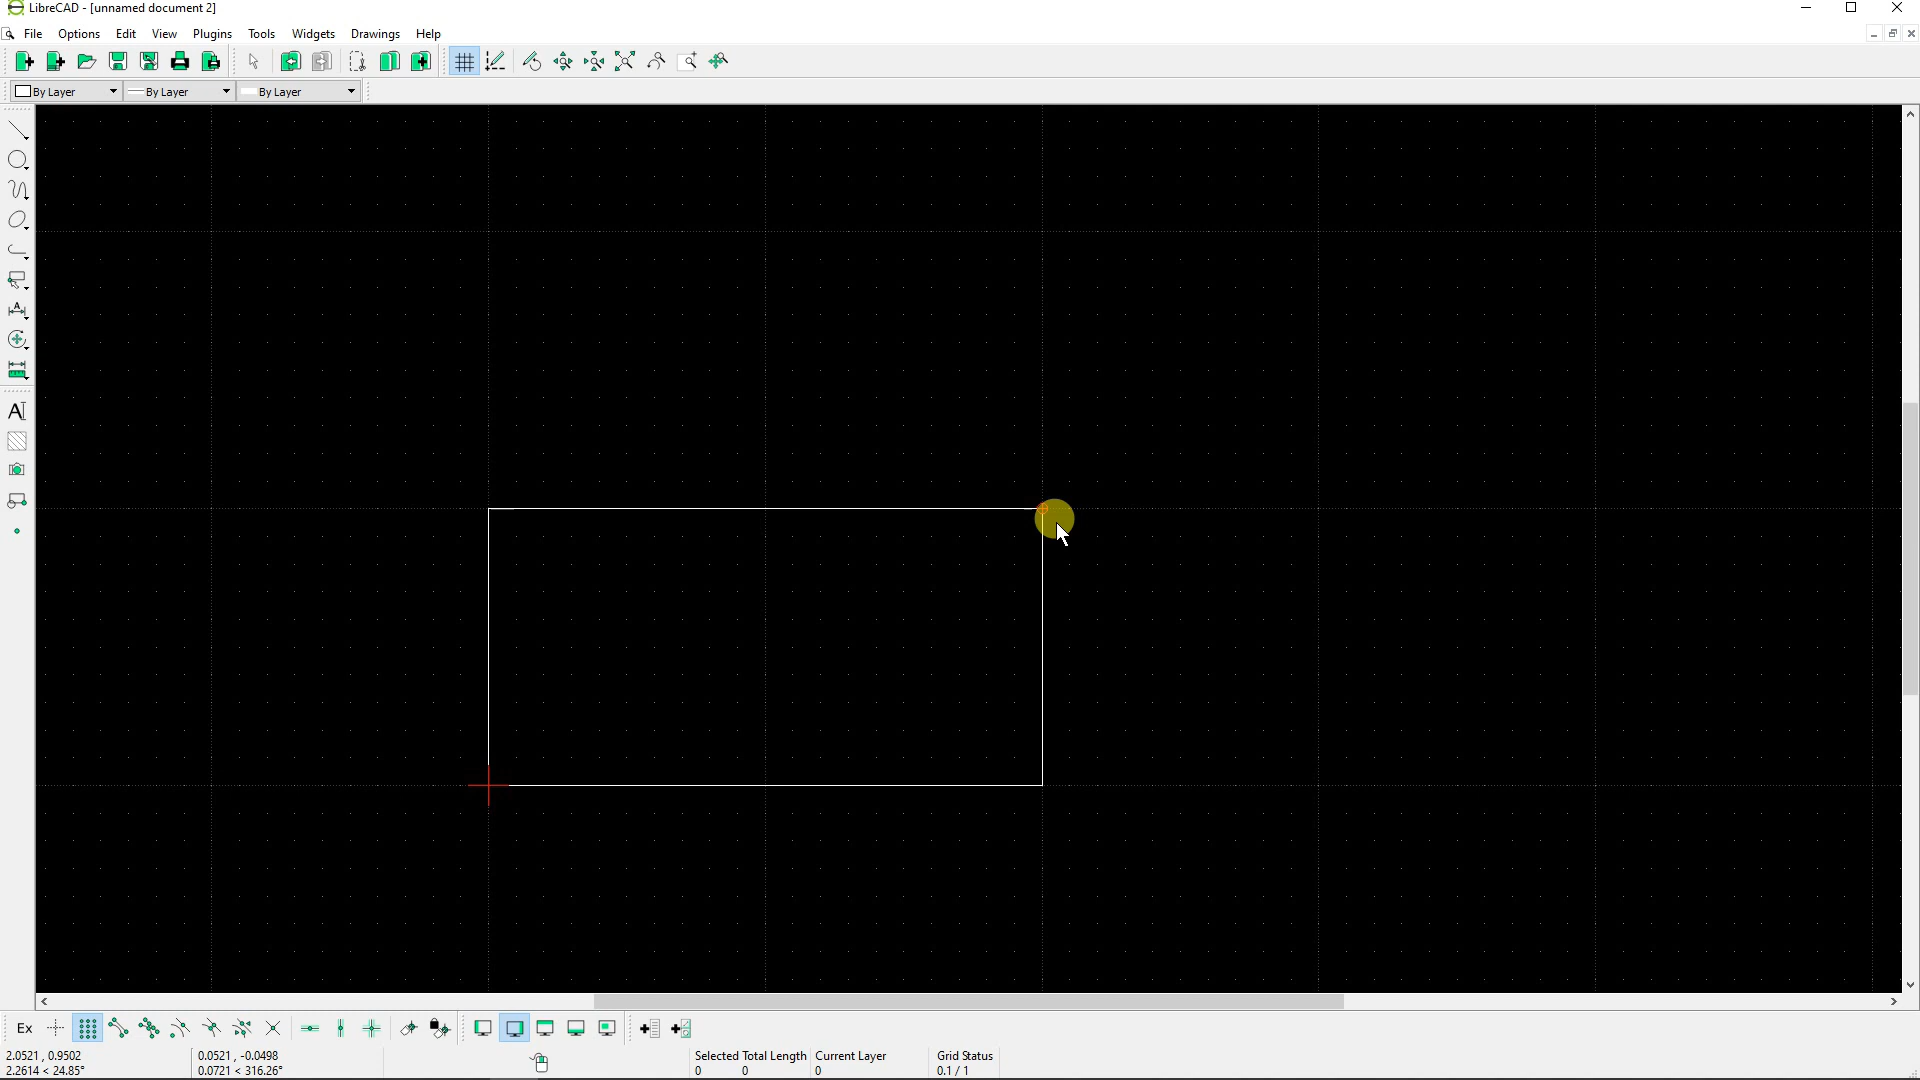 LibreCAD - [unnamed document 2]
File Options Edit View Plugins Tools Widgets Drawings Help
By Layer By Layer By Layer
A
A
Ex
2.0521 , 0.9502 0.0521 , -0.0498 Selected Total Length Current Layer Grid Status
2.2614 < 24.85° 0.0721 < 316.26° 0 0 0 0.1 / 1